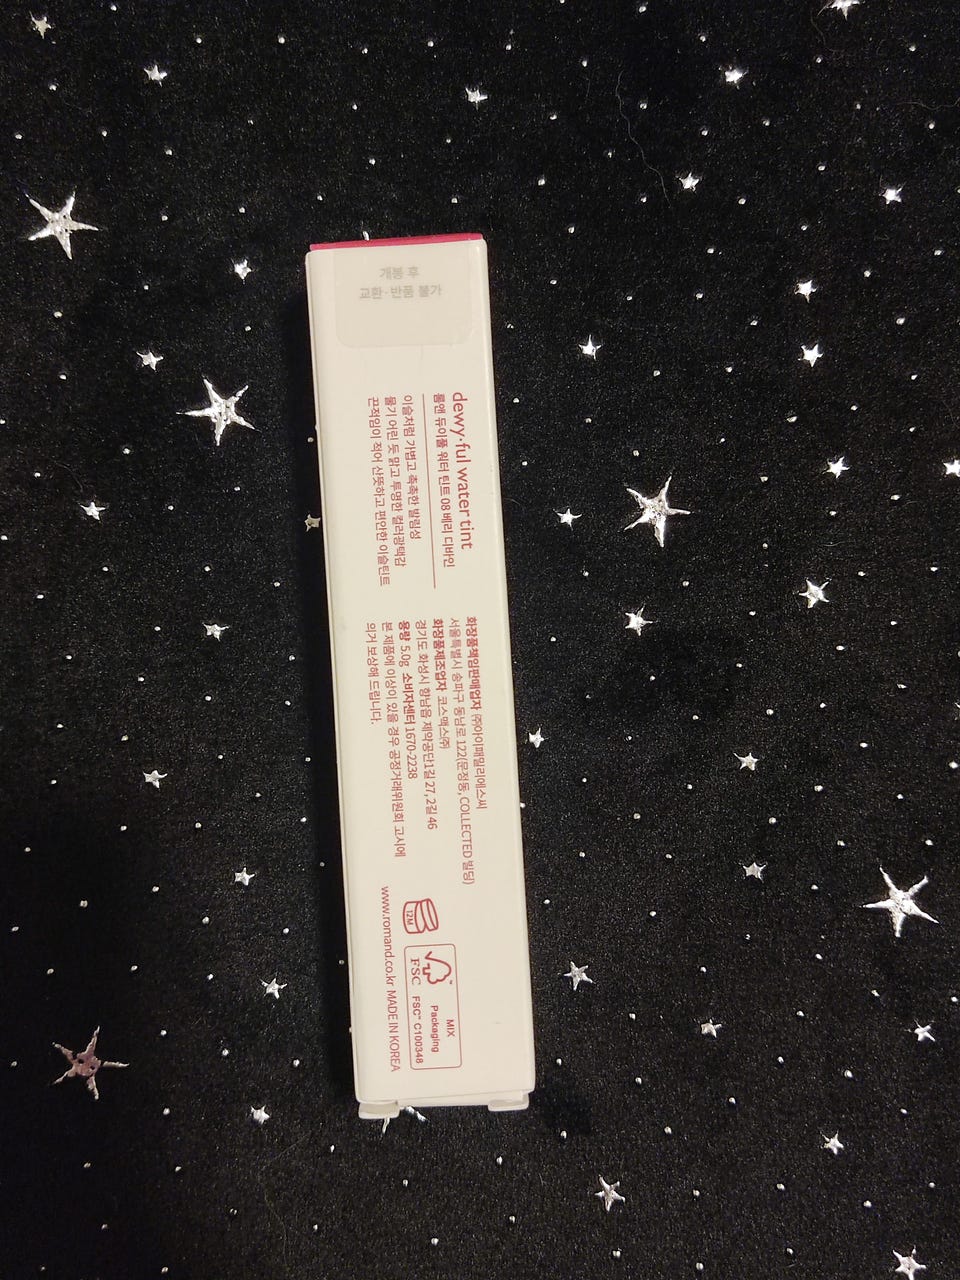 개봉 후
교환·반품 불가
dewy·ful water tint
롬앤 듀이풀 워터 틴트 08 베리 디바인
이슬처럼 가볍고 촉촉한 발림성
물기 어린 듯 맑고 투명한 컬러광택감
끈적임이 적어 산뜻하고 편안한 이슬틴트
화장품책임판매업자 ㈜아이패밀리에스씨
서울특별시 송파구 동남로 122(문정동, COLLECTED 빌딩)
화장품제조업자 코스맥스㈜
경기도 화성시 향남읍 제약공단1길 27, 2길 46
용량 5.0g 소비자센터 1670-2238
본 제품에 이상이 있을 경우 공정거래위원회 고시에
의거 보상해 드립니다.
12M
FSC
MIX
Packaging
FSC™ C100348
www.romand.co.kr MADE IN KOREA